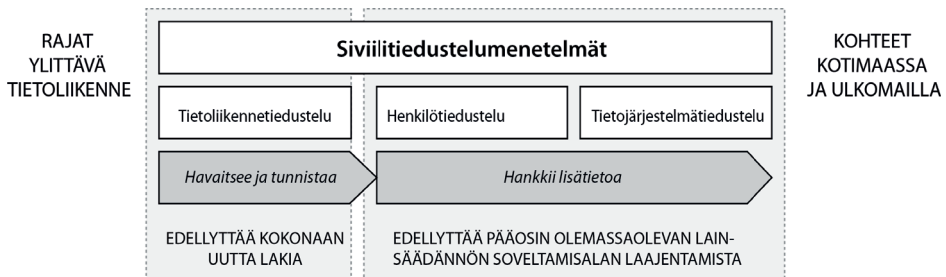 RAJAT
YLITTÄVÄ
TIETOLIIKENNE
Siviilitiedustelumenetelmät
KOHTEET
KOTIMAASSA
JA ULKOMAILLA
Tietoliikennetiedustelu
Henkilötiedustelu
Tietojärjestelmätiedustelu
Havaitsee ja tunnistaa
Hankkii lisätietoa
EDELLYTTÄÄ KOKONAAN
UUTTA LAKIA
EDELLYTTÄÄ PÄÄOSIN OLEMASSAOLEVAN LAIN-
SÄÄDÄNNÖN SOVELTAMISALAN LAAJENTAMISTA